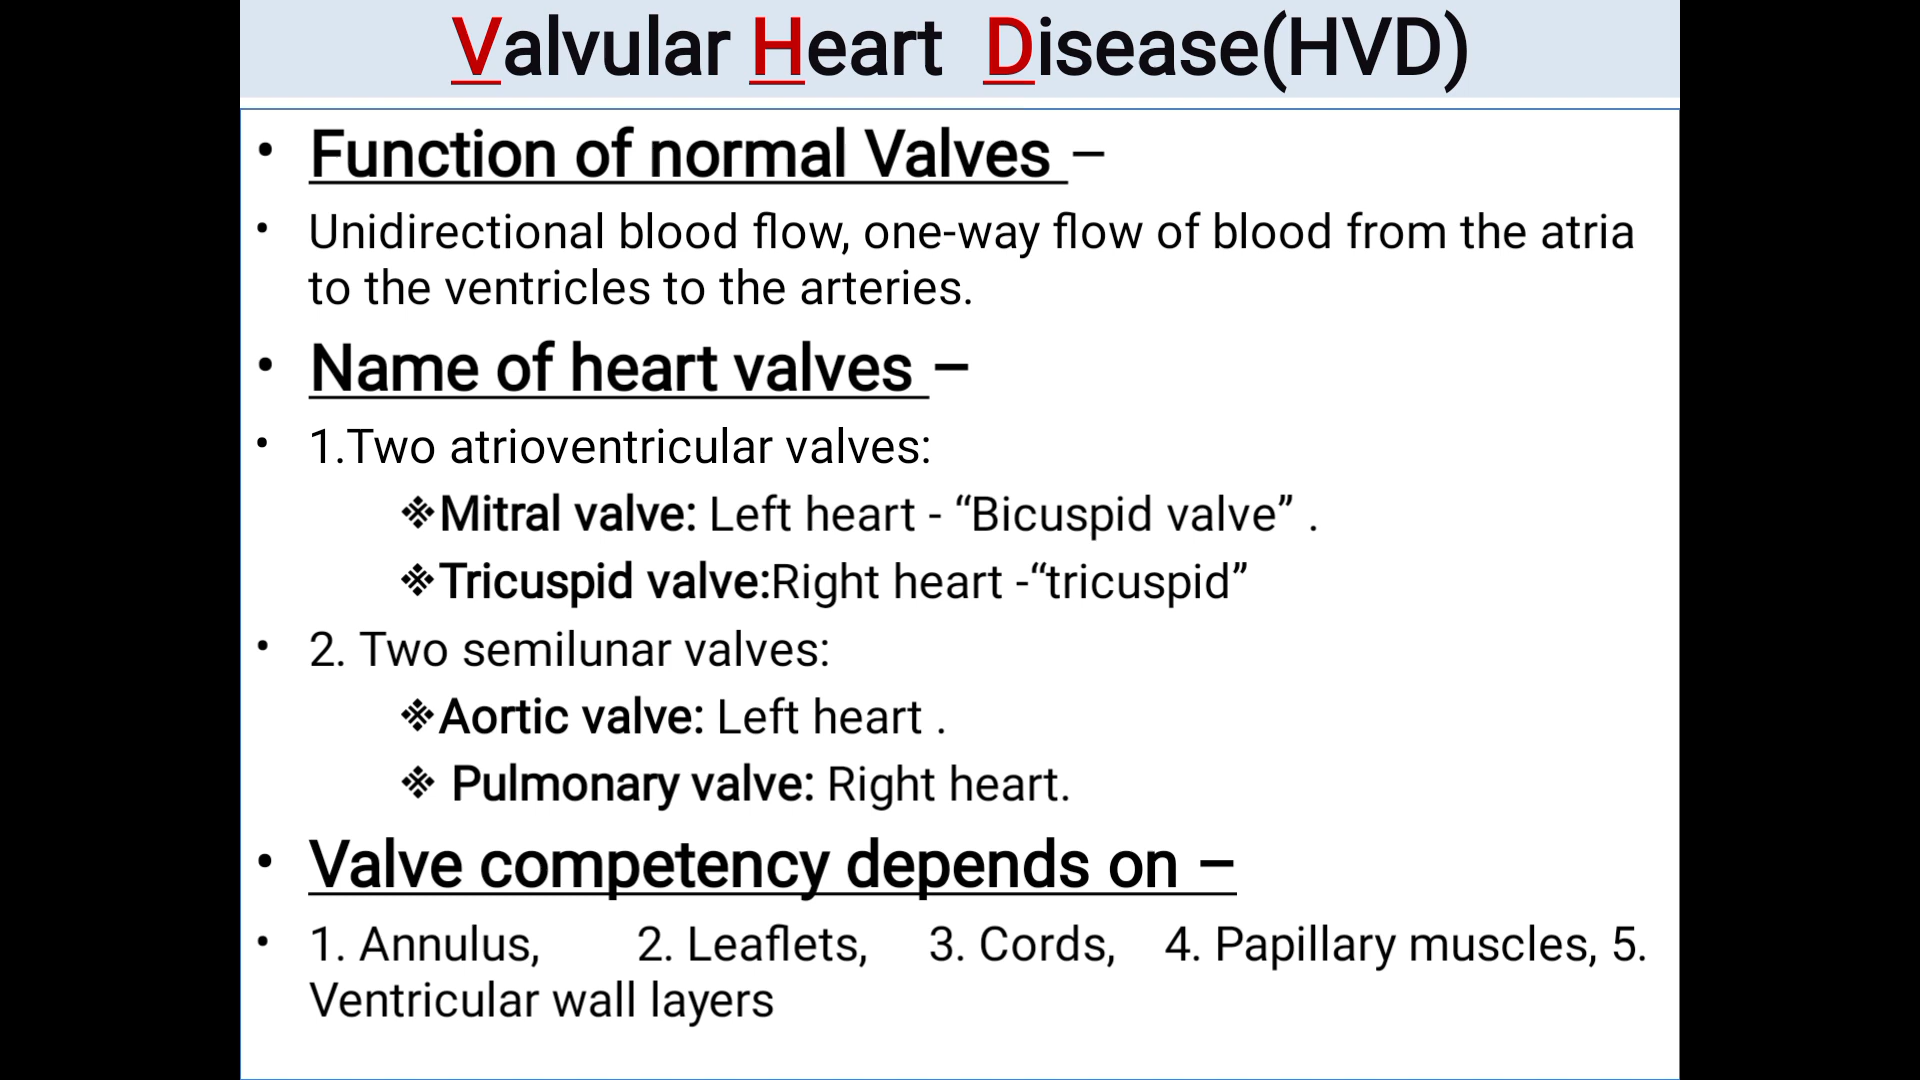 Valvular Heart Disease(HVD)
• Function of normal Valves –
• Unidirectional blood flow, one-way flow of blood from the atria
to the ventricles to the arteries.
• Name of heart valves –
• 1.Two atrioventricular valves:
❖Mitral valve: Left heart - “Bicuspid valve” .
❖Tricuspid valve:Right heart -“tricuspid”
• 2. Two semilunar valves:
❖Aortic valve: Left heart .
❖ Pulmonary valve: Right heart.
• Valve competency depends on –
• 1. Annulus, 2. Leaflets, 3. Cords, 4. Papillary muscles, 5.
Ventricular wall layers